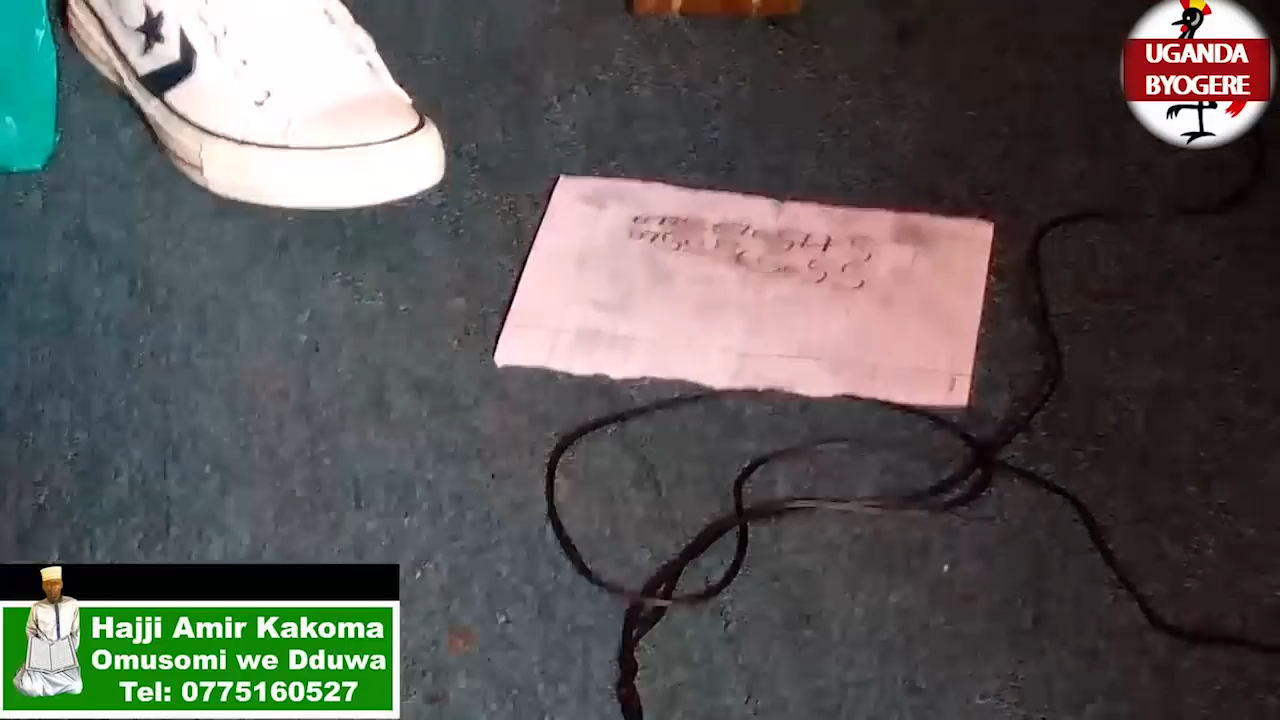 UGANDA
BYOGERE
Hajji Amir Kakoma
Omusomi we Dduwa
Tel: 0775160527